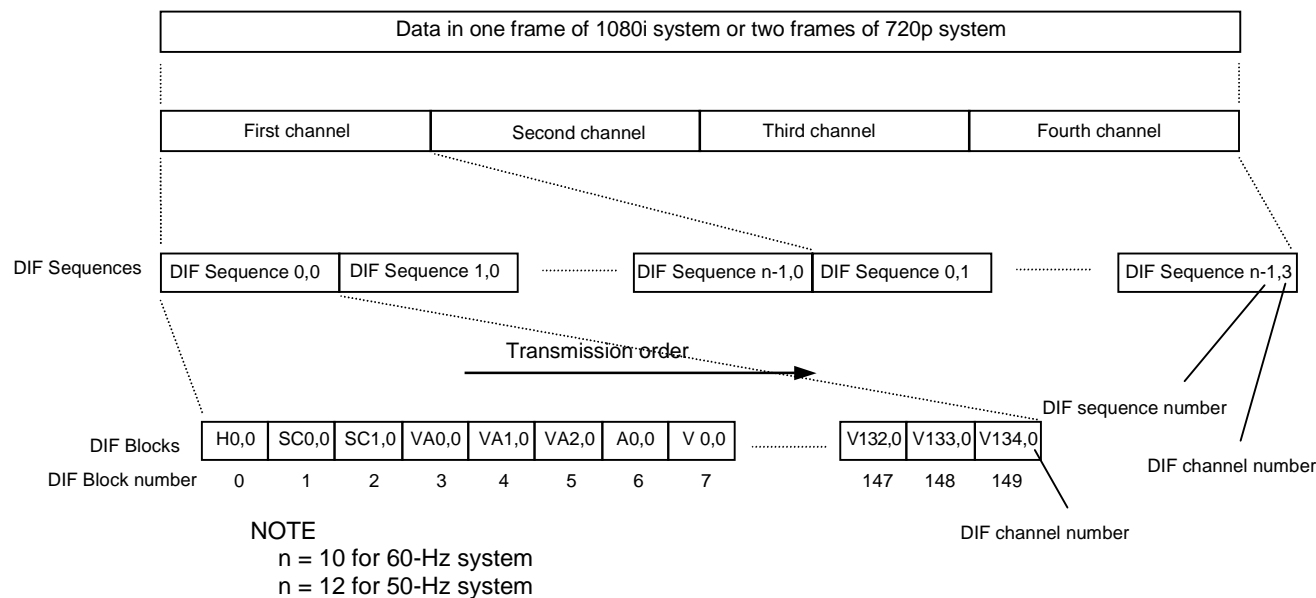 Data in one frame of 1080i system or two frames of 720p system
First channel Second channel Third channel Fourth channel
DIF Sequences DIF Sequence 0,0 DIF Sequence 1,0 DIF Sequence n-1,0 DIF Sequence 0,1 DIF Sequence n-1,3
Transmission order
DIF sequence number
DIF Blocks H0,0 SC0,0 SC1,0 VA0,0 VA1,0 VA2,0 A0,0 V 0,0 V132,0 V133,0 V134,0
DIF channel number
DIF Block number 0 1 2 3 4 5 6 7 147 148 149
DIF channel number
NOTE
n = 10 for 60-Hz system
n = 12 for 50-Hz system